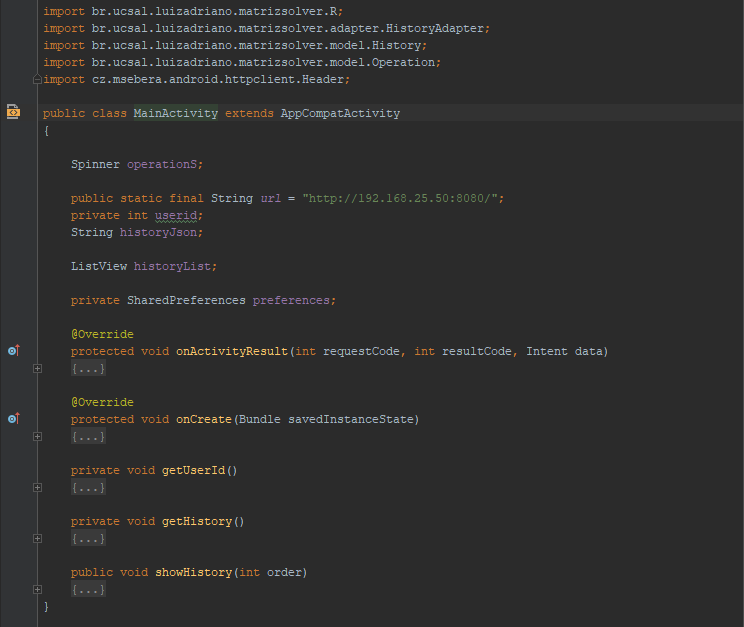 import br.ucsal.luizadriano.matrizsolver.R;
import br.ucsal.luizadriano.matrizsolver.adapter.HistoryAdapter;
import br.ucsal.luizadriano.matrizsolver.model.History;
import br.ucsal.luizadriano.matrizsolver.model.Operation;
import cz.msebera.android.httpclient.Header;
public class MainActivity extends AppCompatActivity
{
Spinner operationS;
public static final String url = "http://192.168.25.50:8080/";
private int userid;
String historyJson;
ListView historyList;
private SharedPreferences preferences;
@Override
protected void onActivityResult(int requestCode, int resultCode, Intent data)
{...}
@Override
protected void onCreate(Bundle savedInstanceState)
{...}
private void getUserId()
{...}
private void getHistory()
{...}
public void showHistory(int order)
{...}
}